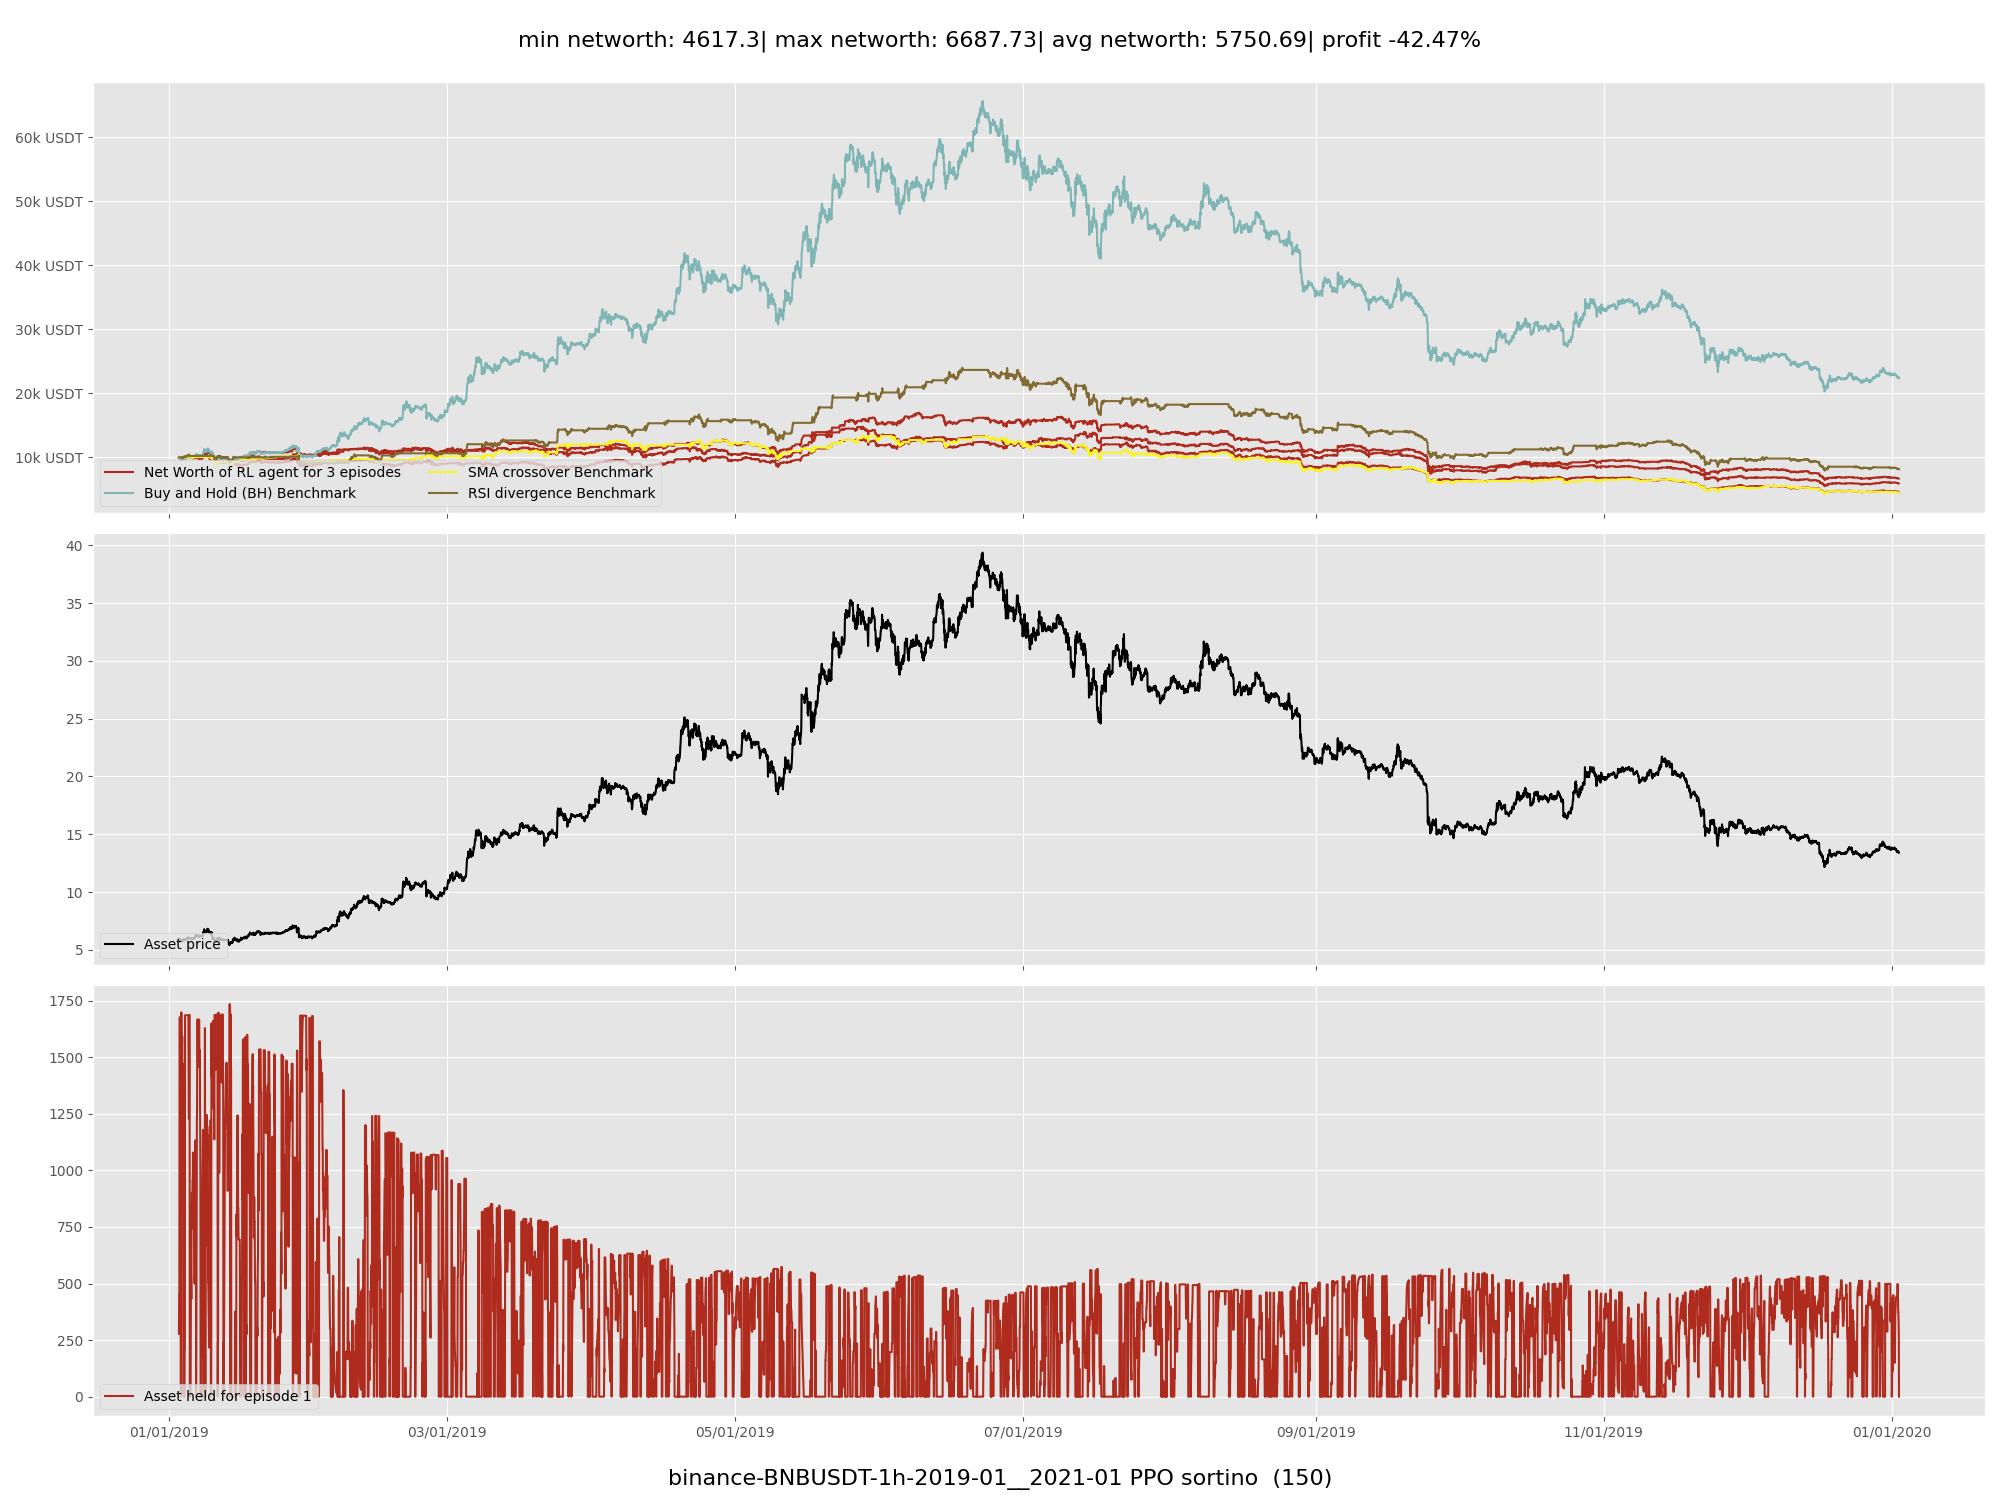 min networth: 4617.3| max networth: 6687.73| avg networth: 5750.69| profit -42.47%
60k USDT
50k USDT
40k USDT
30k USDT
20k USDT
10k USDT
Net Worth of RL agent for 3 episodes
Buy and Hold (BH) Benchmark
SMA crossover Benchmark
RSI divergence Benchmark
40
35
30
25
20
15
10
5
Asset price
1750
1500
1250
1000
750
500
250
0
Asset held for episode 1
01/01/2019 03/01/2019 05/01/2019 07/01/2019 09/01/2019 11/01/2019 01/01/2020
binance-BNBUSDT-1h-2019-01__2021-01 PPO sortino (150)